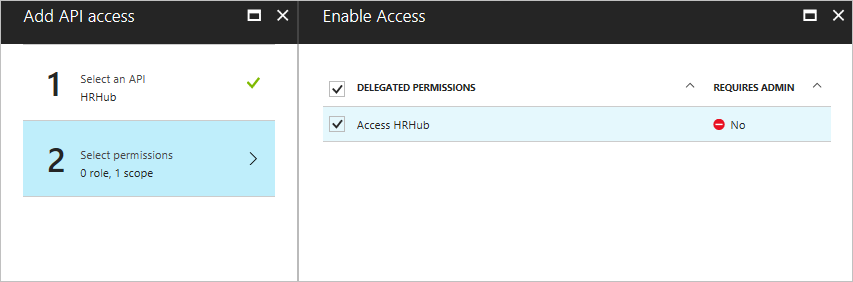 Add API access
1
Select an API
HRHub
2
Select permissions
0 role, 1 scope
Enable Access
DELEGATED PERMISSIONS REQUIRES ADMIN
Access HRHub No